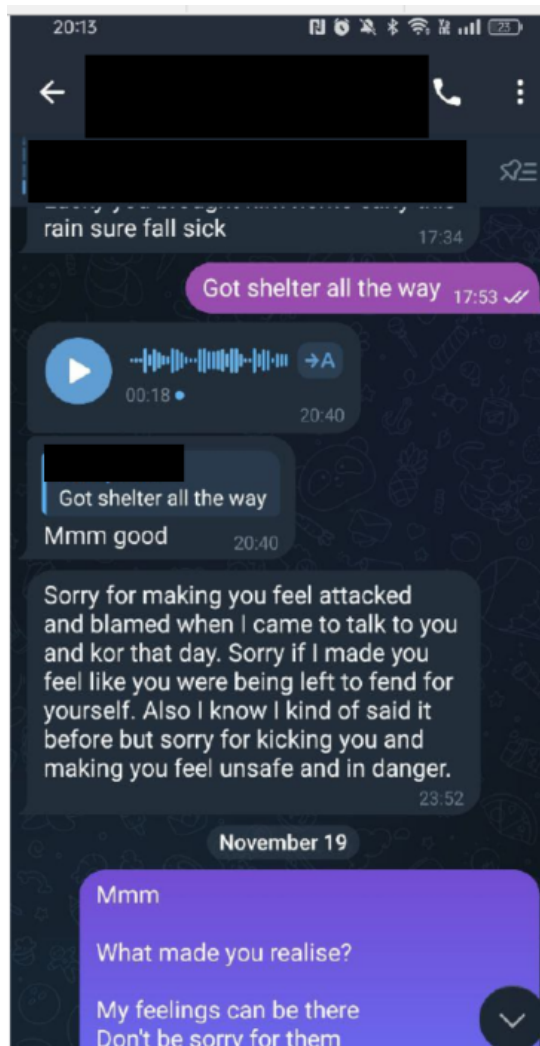 20:13
23
rain sure fall sick
17:34
Got shelter all the way 17:53
→A
00:18
20:40
Got shelter all the way
Mmm good 20:40
Sorry for making you feel attacked
and blamed when I came to talk to you
and kor that day. Sorry if I made you
feel like you were being left to fend for
yourself. Also I know I kind of said it
before but sorry for kicking you and
making you feel unsafe and in danger.
23:52
November 19
Mmm
What made you realise?
My feelings can be there
Don't be sorry for them